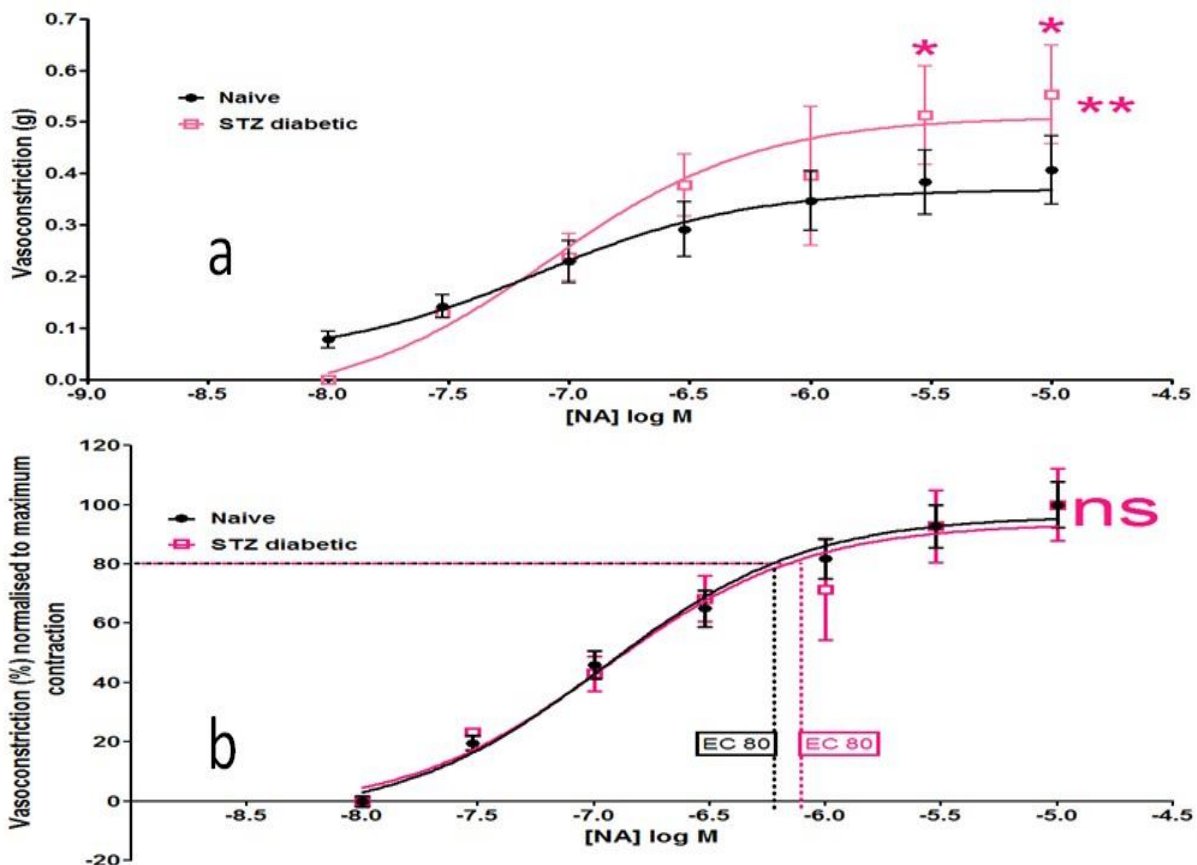 0.7
*
*
0.6
Naive
0.5
STZ diabetic
**
Vasoconstriction (g)
0.4
0.3
a
0.2
0.1
0.0
-9.0 -8.5 -8.0 -7.5 -7.0 -6.5 -6.0 -5.5 -5.0 -4.5
[NA] log M
120
100
ns
Naive
STZ diabetic
80
Vasoconstriction (%) normalised to maximum
contraction
60
40
b
EC 80 EC 80
20
0
-8.5 -8.0 -7.5 -7.0 -6.5 -6.0 -5.5 -5.0 -4.5
[NA] log M
-20